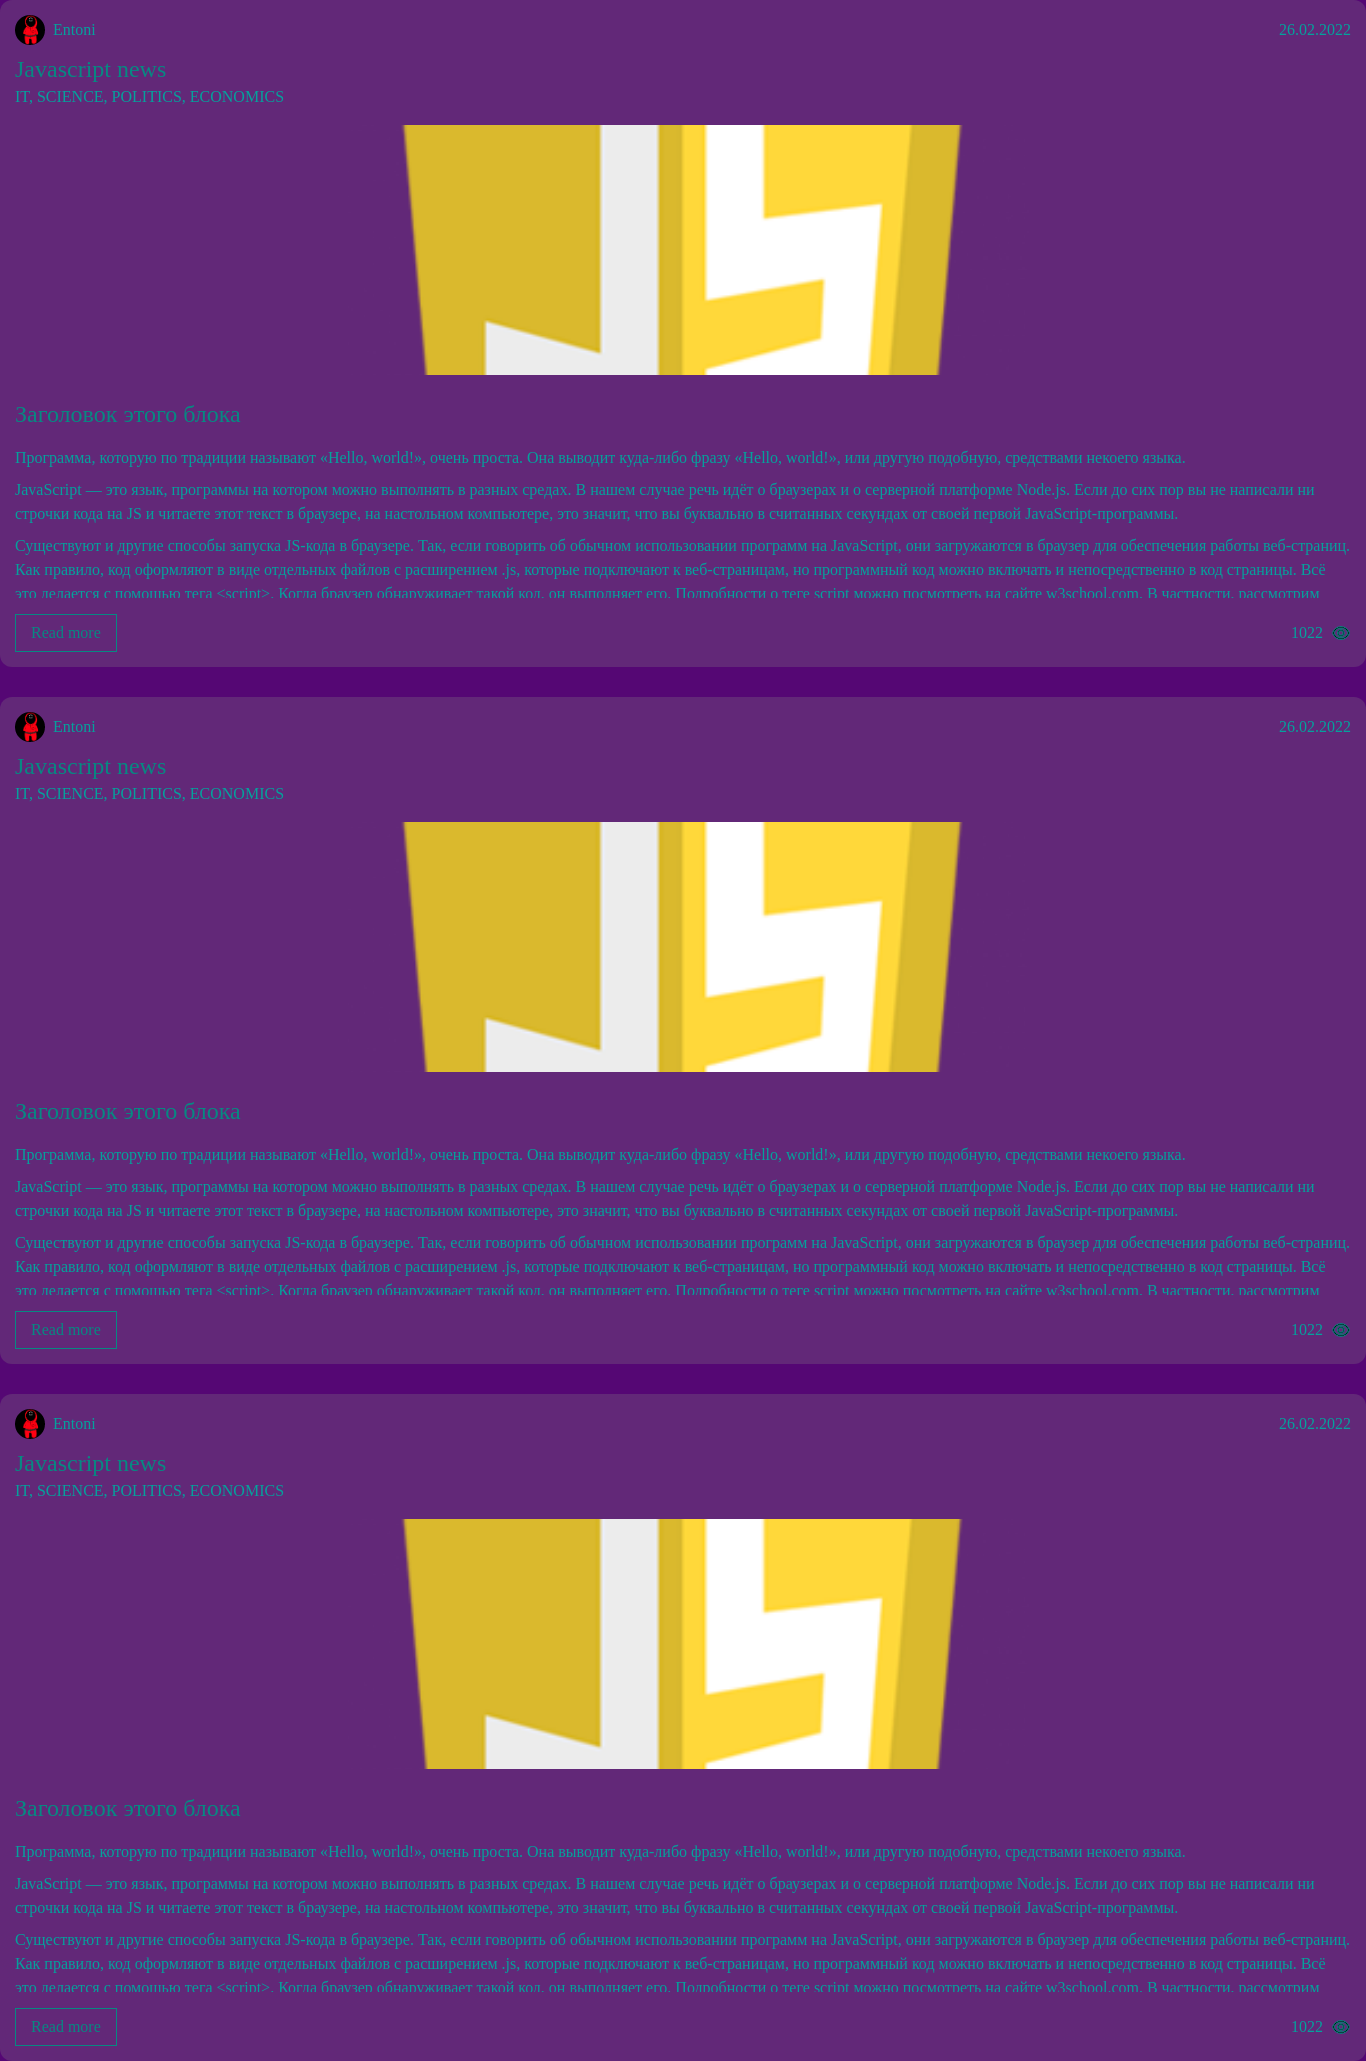 Entoni
26.02.2022
Javascript news
IT, SCIENCE, POLITICS, ECONOMICS
JS
Заголовок этого блока
Программа, которую по традиции называют «Hello, world!», очень проста. Она выводит куда-либо фразу «Hello, world!», или другую подобную, средствами некоего языка.
JavaScript — это язык, программы на котором можно выполнять в разных средах. В нашем случае речь идёт о браузерах и о серверной платформе Node.js. Если до сих пор вы не написали ни
строчки кода на JS и читаете этот текст в браузере, на настольном компьютере, это значит, что вы буквально в считанных секундах от своей первой JavaScript-программы.
Существуют и другие способы запуска JS-кода в браузере. Так, если говорить об обычном использовании программ на JavaScript, они загружаются в браузер для обеспечения работы веб-страниц.
Как правило, код оформляют в виде отдельных файлов с расширением .js, которые подключают к веб-страницам, но программный код можно включать и непосредственно в код страницы. Всё
это делается с помощью тега <script>. Когда браузер обнаруживает такой код, он выполняет его. Подробности о теге script можно посмотреть на сайте w3school.com. В частности, рассмотрим
Read more
1022
Entoni
26.02.2022
Javascript news
IT, SCIENCE, POLITICS, ECONOMICS
JS
Заголовок этого блока
Программа, которую по традиции называют «Hello, world!», очень проста. Она выводит куда-либо фразу «Hello, world!», или другую подобную, средствами некоего языка.
JavaScript — это язык, программы на котором можно выполнять в разных средах. В нашем случае речь идёт о браузерах и о серверной платформе Node.js. Если до сих пор вы не написали ни
строчки кода на JS и читаете этот текст в браузере, на настольном компьютере, это значит, что вы буквально в считанных секундах от своей первой JavaScript-программы.
Существуют и другие способы запуска JS-кода в браузере. Так, если говорить об обычном использовании программ на JavaScript, они загружаются в браузер для обеспечения работы веб-страниц.
Как правило, код оформляют в виде отдельных файлов с расширением .js, которые подключают к веб-страницам, но программный код можно включать и непосредственно в код страницы. Всё
это делается с помощью тега <script>. Когда браузер обнаруживает такой код, он выполняет его. Подробности о теге script можно посмотреть на сайте w3school.com. В частности, рассмотрим
Read more
1022
Entoni
26.02.2022
Javascript news
IT, SCIENCE, POLITICS, ECONOMICS
JS
Заголовок этого блока
Программа, которую по традиции называют «Hello, world!», очень проста. Она выводит куда-либо фразу «Hello, world!», или другую подобную, средствами некоего языка.
JavaScript — это язык, программы на котором можно выполнять в разных средах. В нашем случае речь идёт о браузерах и о серверной платформе Node.js. Если до сих пор вы не написали ни
строчки кода на JS и читаете этот текст в браузере, на настольном компьютере, это значит, что вы буквально в считанных секундах от своей первой JavaScript-программы.
Существуют и другие способы запуска JS-кода в браузере. Так, если говорить об обычном использовании программ на JavaScript, они загружаются в браузер для обеспечения работы веб-страниц.
Как правило, код оформляют в виде отдельных файлов с расширением .js, которые подключают к веб-страницам, но программный код можно включать и непосредственно в код страницы. Всё
это делается с помощью тега <script>. Когда браузер обнаруживает такой код, он выполняет его. Подробности о теге script можно посмотреть на сайте w3school.com. В частности, рассмотрим
Read more
1022